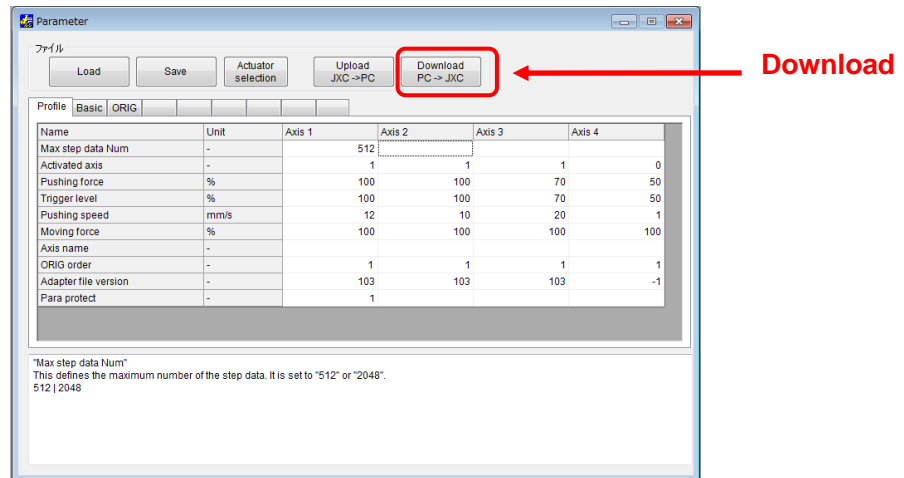 Parameter
ファイル
Load Save Actuator selection Upload JXC ->PC Download PC -> JXC
Download
Profile Basic ORIG
Name Unit Axis 1 Axis 2 Axis 3 Axis 4
Max step data Num - 512
Activated axis - 1 1 1 0
Pushing force % 100 100 70 50
Trigger level % 100 100 70 50
Pushing speed mm/s 12 10 20 1
Moving force % 100 100 100 100
Axis name -
ORIG order - 1 1 1 1
Adapter file version - 103 103 103 -1
Para protect - 1
"Max step data Num"
This defines the maximum number of the step data. It is set to "512" or "2048".
512 | 2048